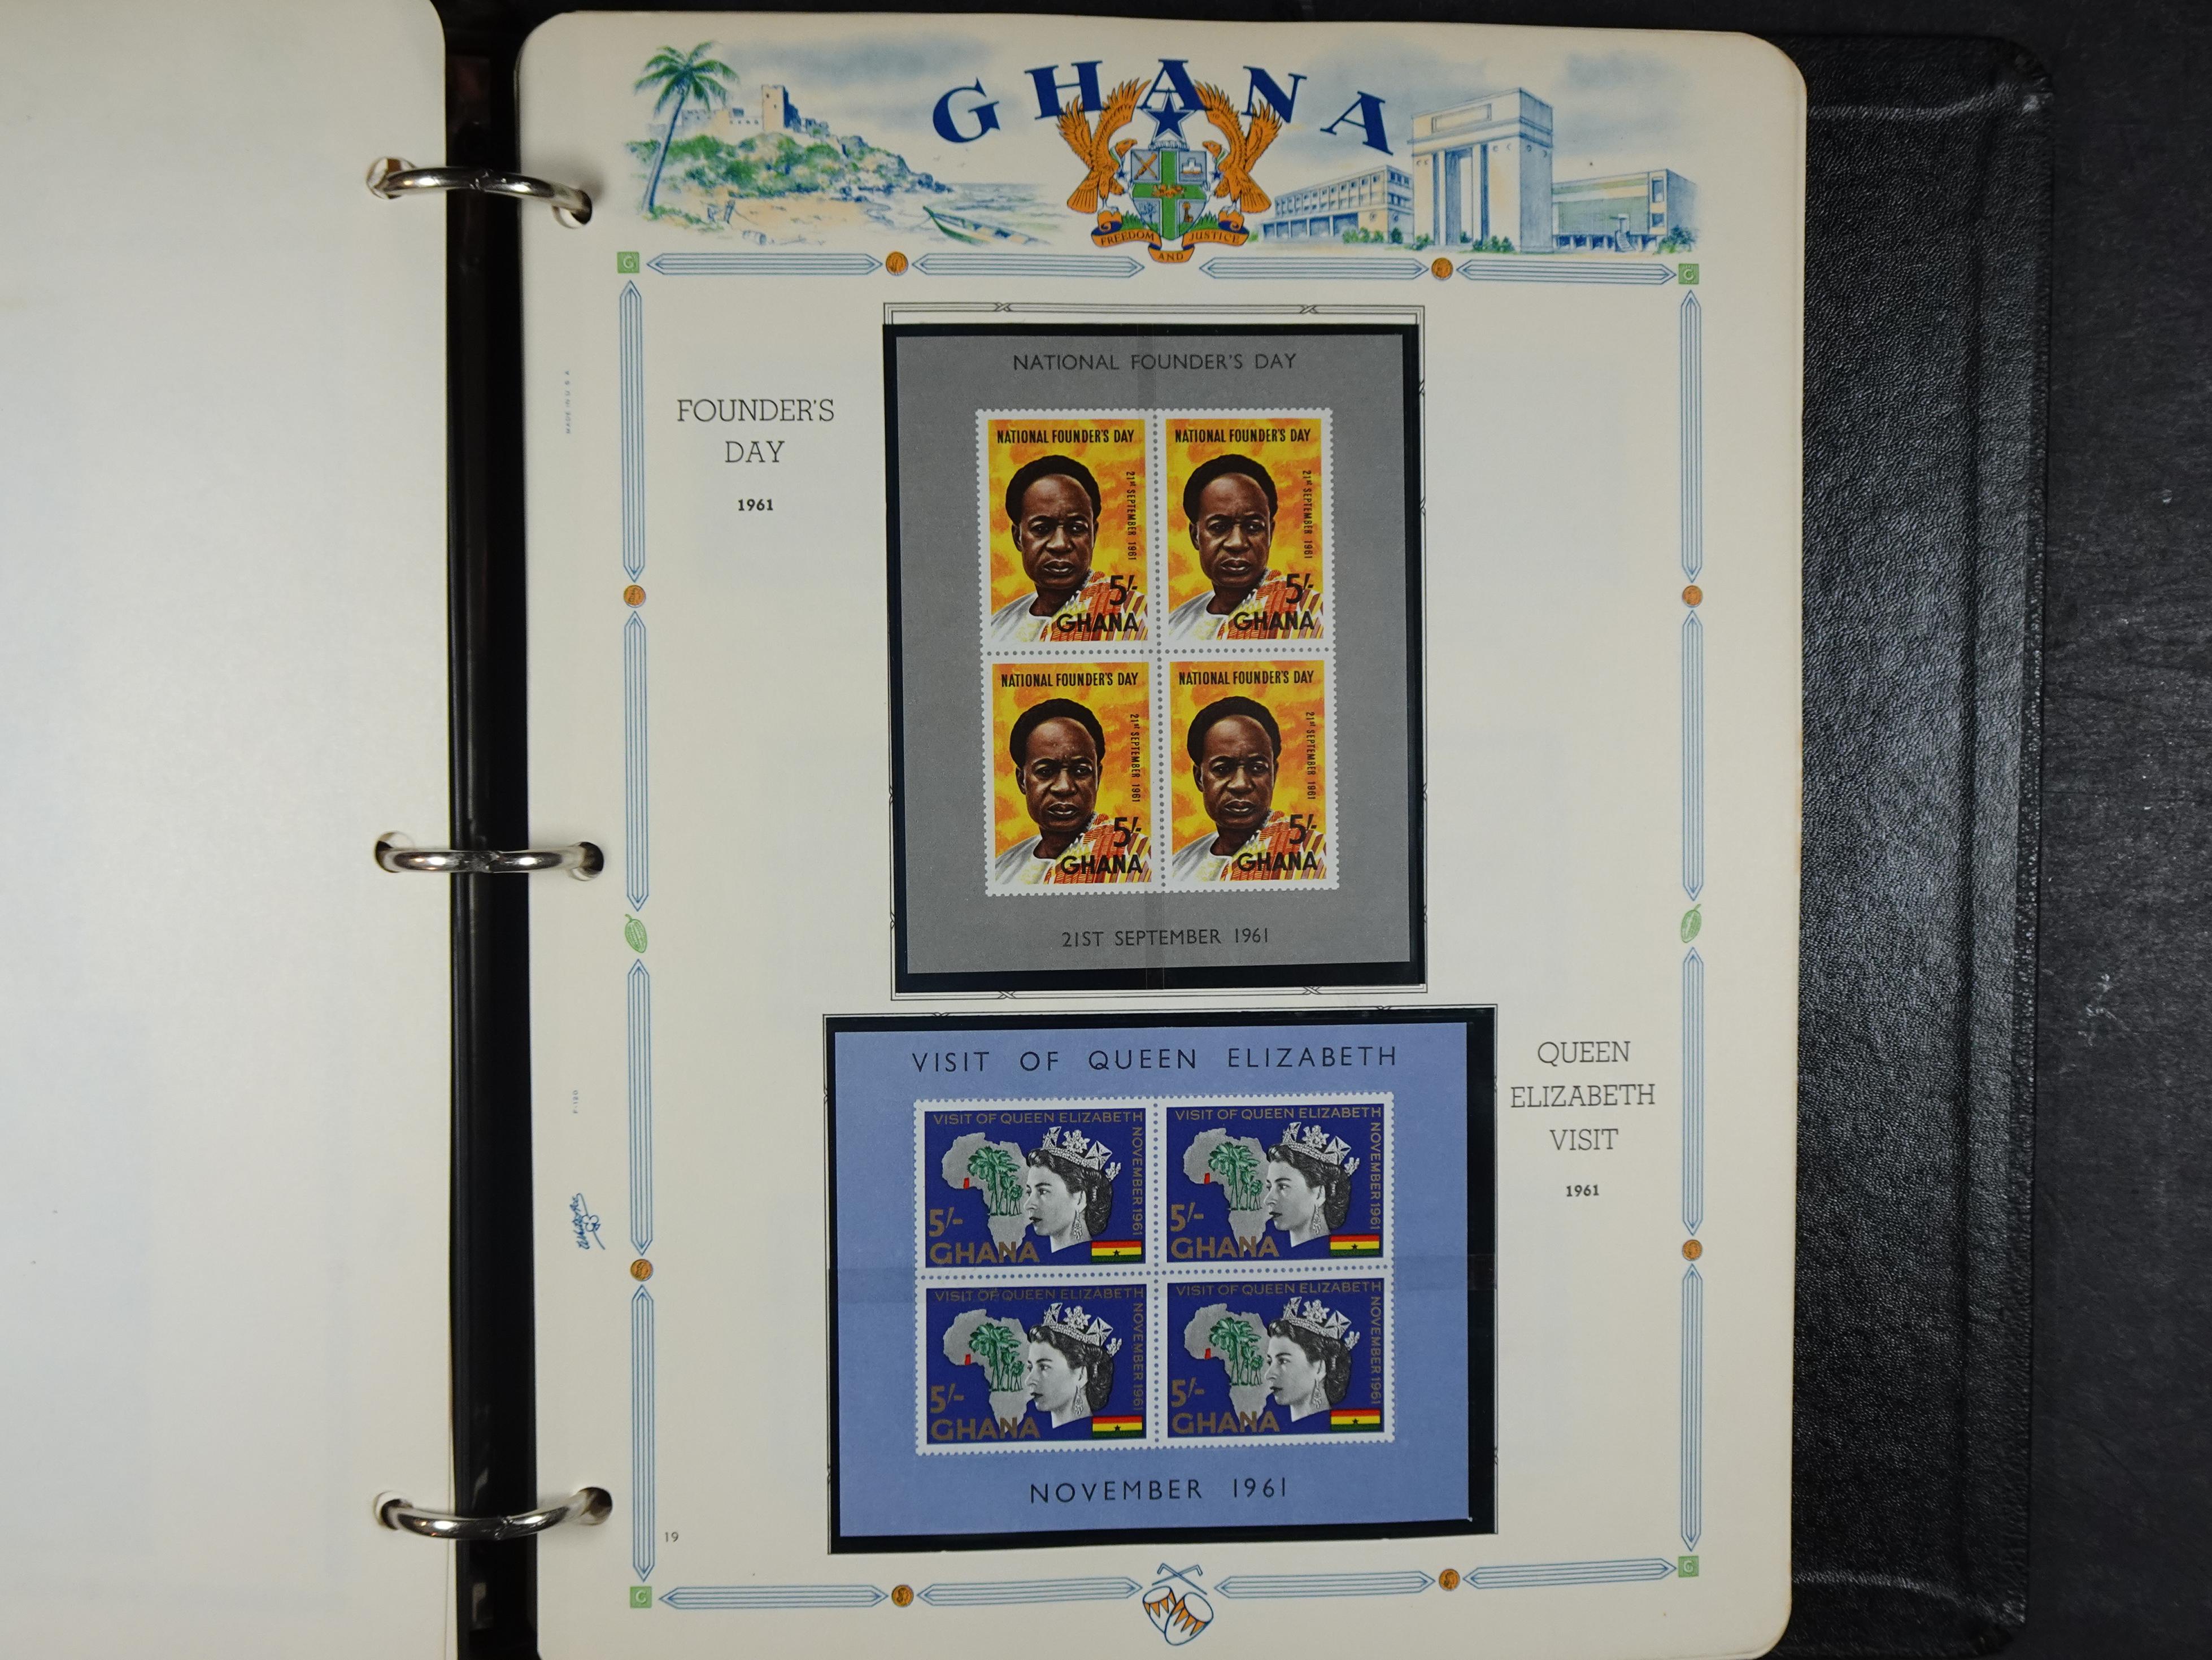 GHANA
FREEDOM AND JUSTICE
G
C
MADE IN U.S.A.
FOUNDER'S
DAY
1961
NATIONAL FOUNDER'S DAY
NATIONAL FOUNDER'S DAY
21st SEPTEMBER 1961
5/-
GHANA
NATIONAL FOUNDER'S DAY
21st SEPTEMBER 1961
5/-
GHANA
NATIONAL FOUNDER'S DAY
21st SEPTEMBER 1961
5/-
GHANA
NATIONAL FOUNDER'S DAY
21st SEPTEMBER 1961
5/-
GHANA
21ST SEPTEMBER 1961
VISIT OF QUEEN ELIZABETH
VISIT OF QUEEN ELIZABETH
NOVEMBER 1961
5/-
GHANA
VISIT OF QUEEN ELIZABETH
NOVEMBER 1961
5/-
GHANA
VISIT OF QUEEN ELIZABETH
NOVEMBER 1961
5/-
GHANA
VISIT OF QUEEN ELIZABETH
NOVEMBER 1961
5/-
GHANA
NOVEMBER 1961
QUEEN
ELIZABETH
VISIT
1961
19
C
C